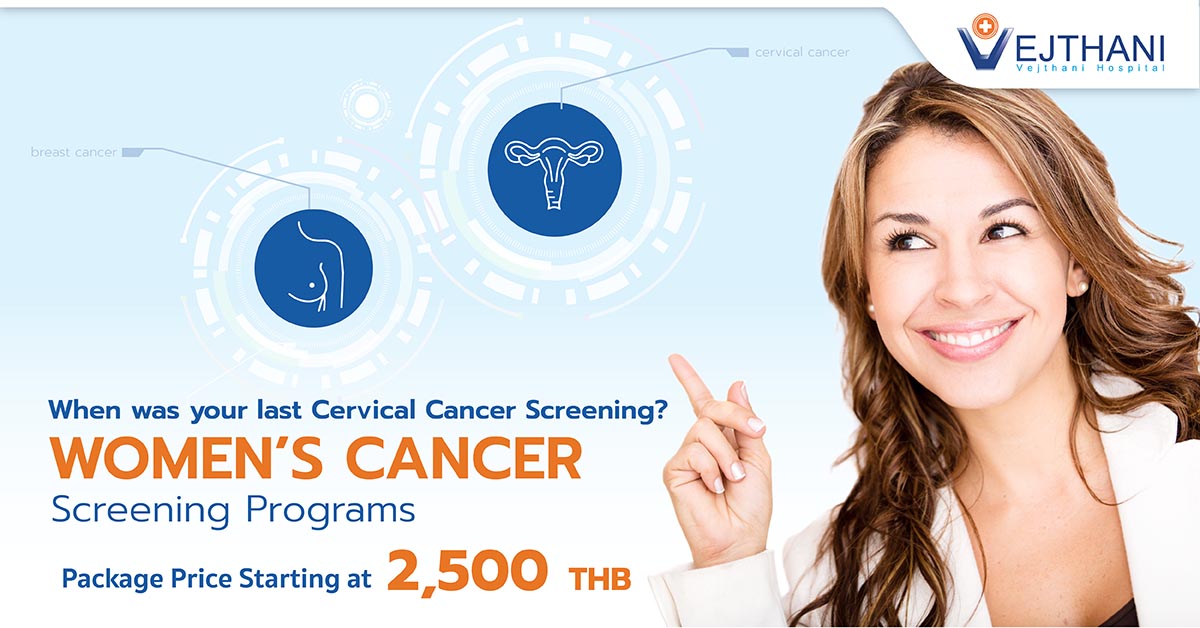 VEJTHANI
Vejthani Hospital
cervical cancer
breast cancer
When was your last Cervical Cancer Screening?
WOMEN'S CANCER
Screening Programs
Package Price Starting at 2,500 THB